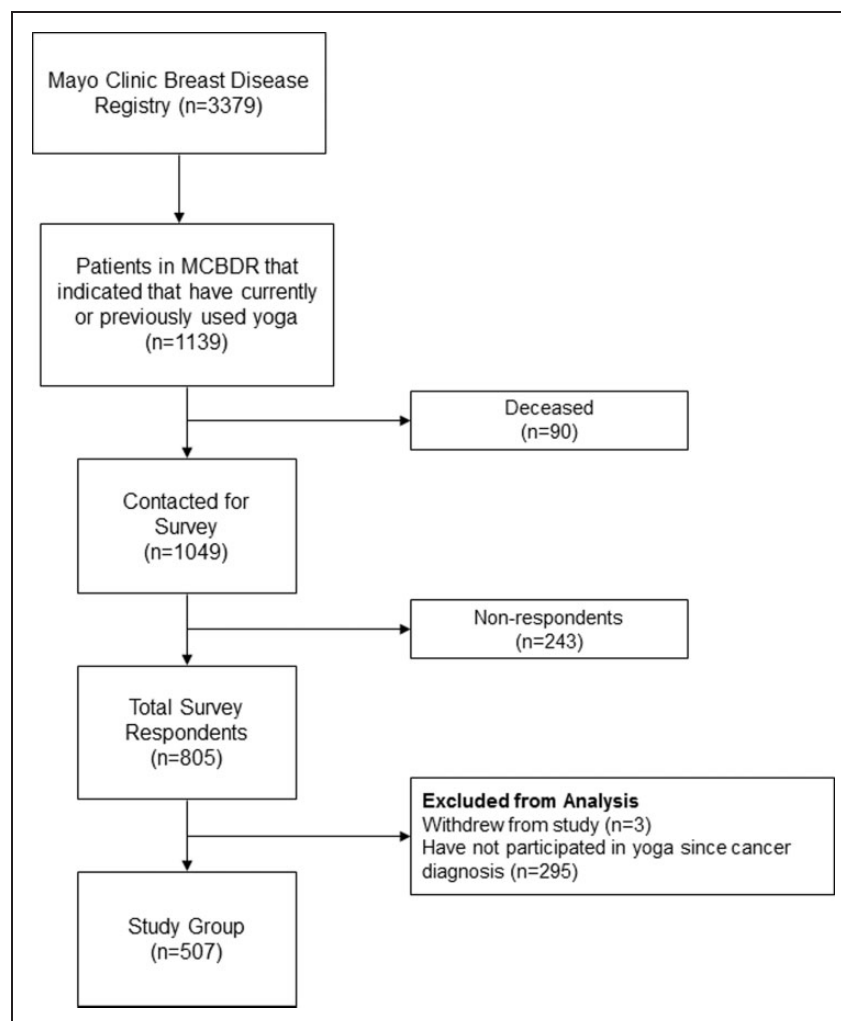 Mayo Clinic Breast Disease
Registry (n=3379)
Patients in MCBDR that
indicated that have currently
or previously used yoga
(n=1139)
Deceased
(n=90)
Contacted for
Survey
(n=1049)
Non-respondents
(n=243)
Total Survey
Respondents
(n=805)
Excluded from Analysis
Withdrew from study (n=3)
Have not participated in yoga since cancer
diagnosis (n=295)
Study Group
(n=507)